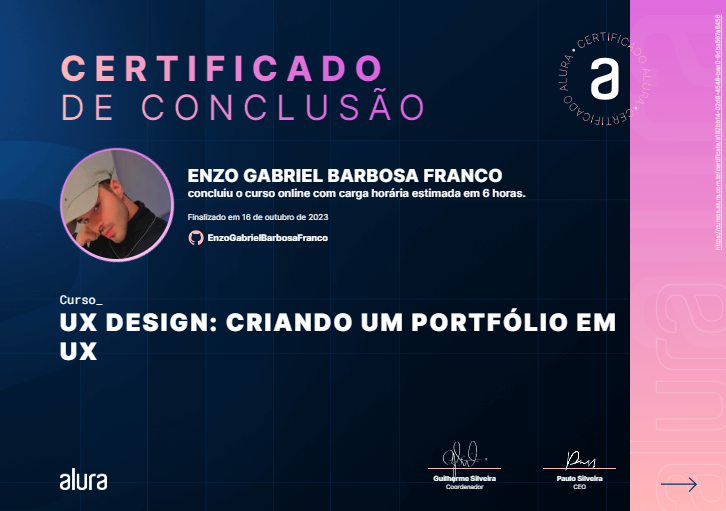 CERTIFICADO
DE CONCLUSÃO
CERTIFICADO ALURA • CERTIFICADO ALURA •
a
ENZO GABRIEL BARBOSA FRANCO
concluiu o curso online com carga horária estimada em 6 horas.
Finalizado em 16 de outubro de 2023
EnzoGabrielBarbosaFranco
Curso_
UX DESIGN: CRIANDO UM PORTFÓLIO EM
UX
alura
Guilherme Silveira
Coordenador
Paulo Silveira
CEO
alura